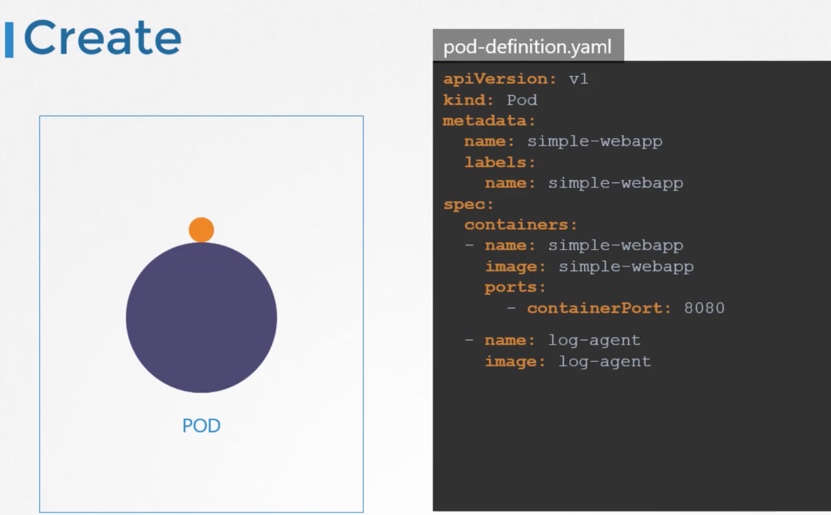 Create
POD
pod-definition.yaml
apiVersion: v1
kind: Pod
metadata:
  name: simple-webapp
  labels:
    name: simple-webapp
spec:
  containers:
  - name: simple-webapp
    image: simple-webapp
    ports:
      - containerPort: 8080
  - name: log-agent
    image: log-agent